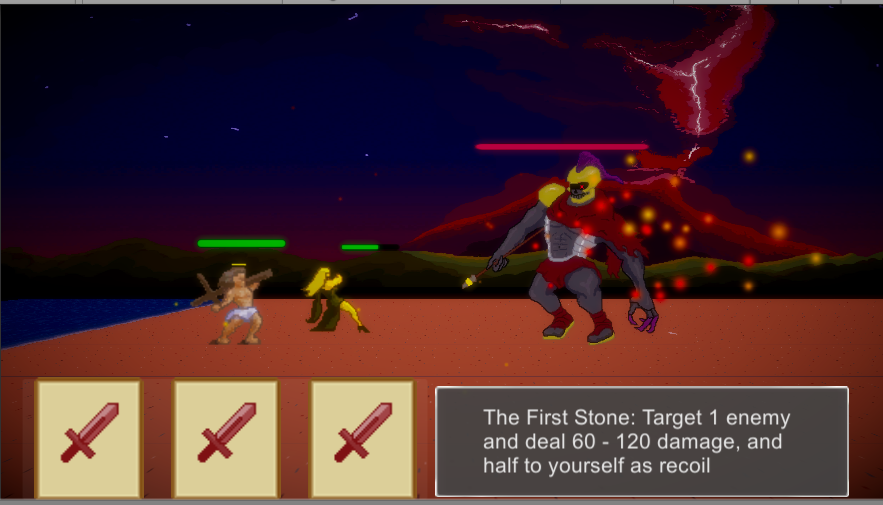 The First Stone: Target 1 enemy
and deal 60 - 120 damage, and
half to yourself as recoil